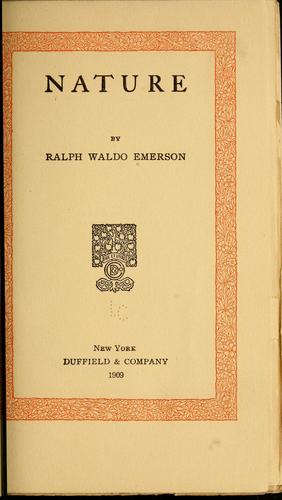 NATURE
BY
RALPH WALDO EMERSON
NEW YORK
DUFFIELD & COMPANY
1909